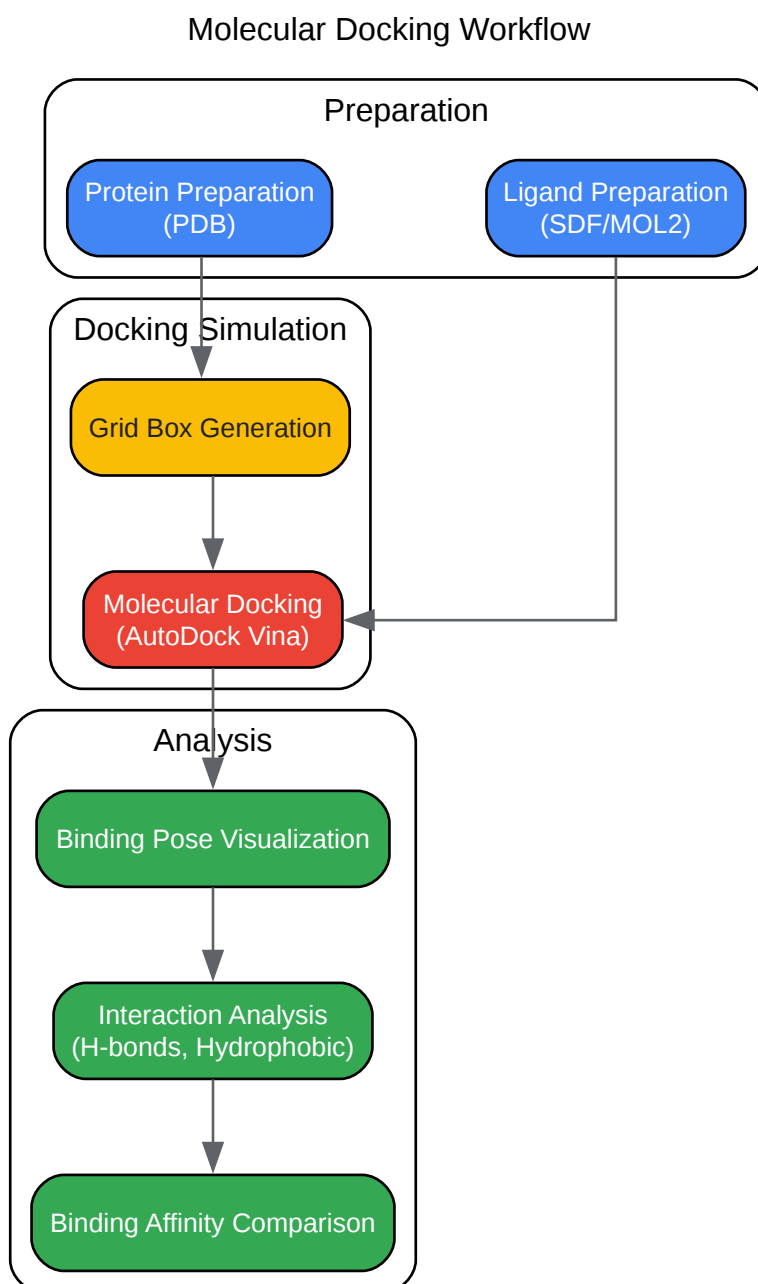 Molecular Docking Workflow
Preparation
Protein Preparation
(PDB)
Ligand Preparation
(SDF/MOL2)
Docking Simulation
Grid Box Generation
Molecular Docking
(AutoDock Vina)
Analysis
Binding Pose Visualization
Interaction Analysis
(H-bonds, Hydrophobic)
Binding Affinity Comparison